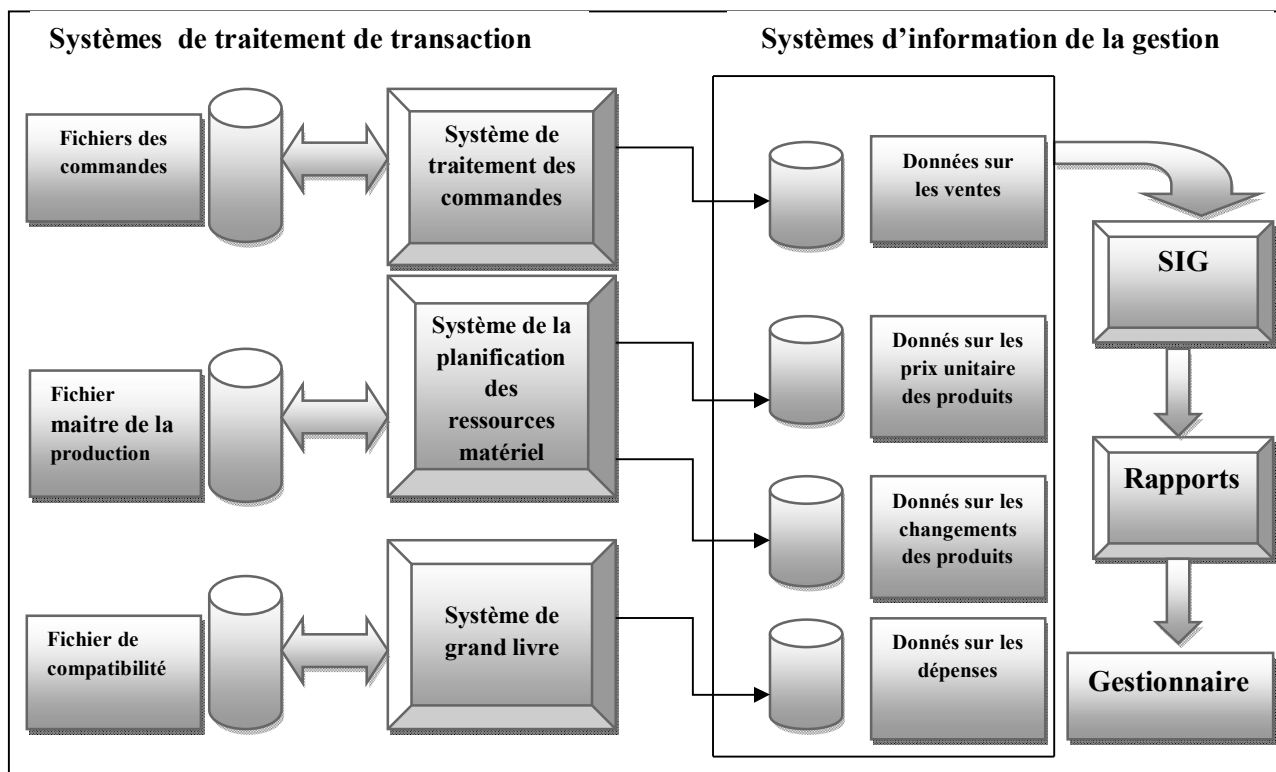 Systèmes de traitement de transaction
Systèmes d'information de la gestion
Fichiers des
commandes
Système de
traitement des
commandes
Données sur
les ventes
SIG
Fichier
maitre de la
production
Système de la
planification
des
ressources
matériel
Donnés sur les
prix unitaire
des produits
Donnés sur les
changements
des produits
Rapports
Fichier de
compatibilité
Système de
grand livre
Donnés sur les
dépenses
Gestionnaire